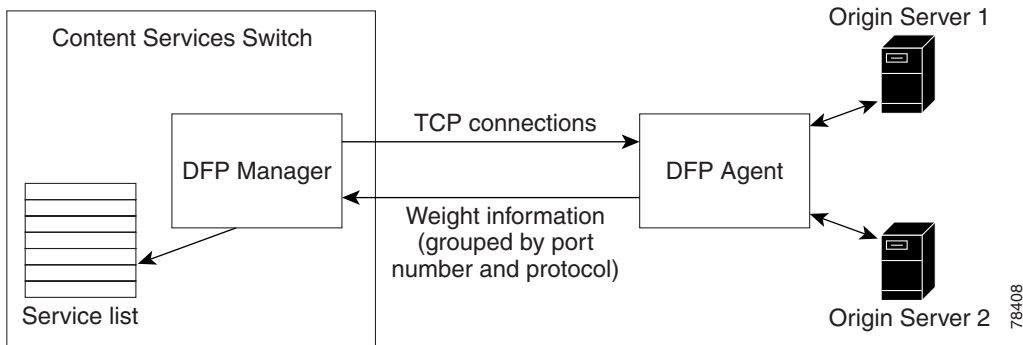 Origin Server 1
Content Services Switch
TCP connections
DFP Manager
DFP Agent
Weight information
(grouped by port
number and protocol)
Service list
Origin Server 2
78408